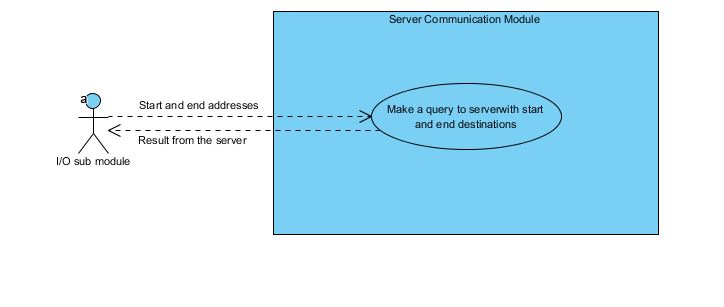 Server Communication Module
a
Start and end addresses
Make a query to serverwith start
and end destinations
Result from the server
I/O sub module